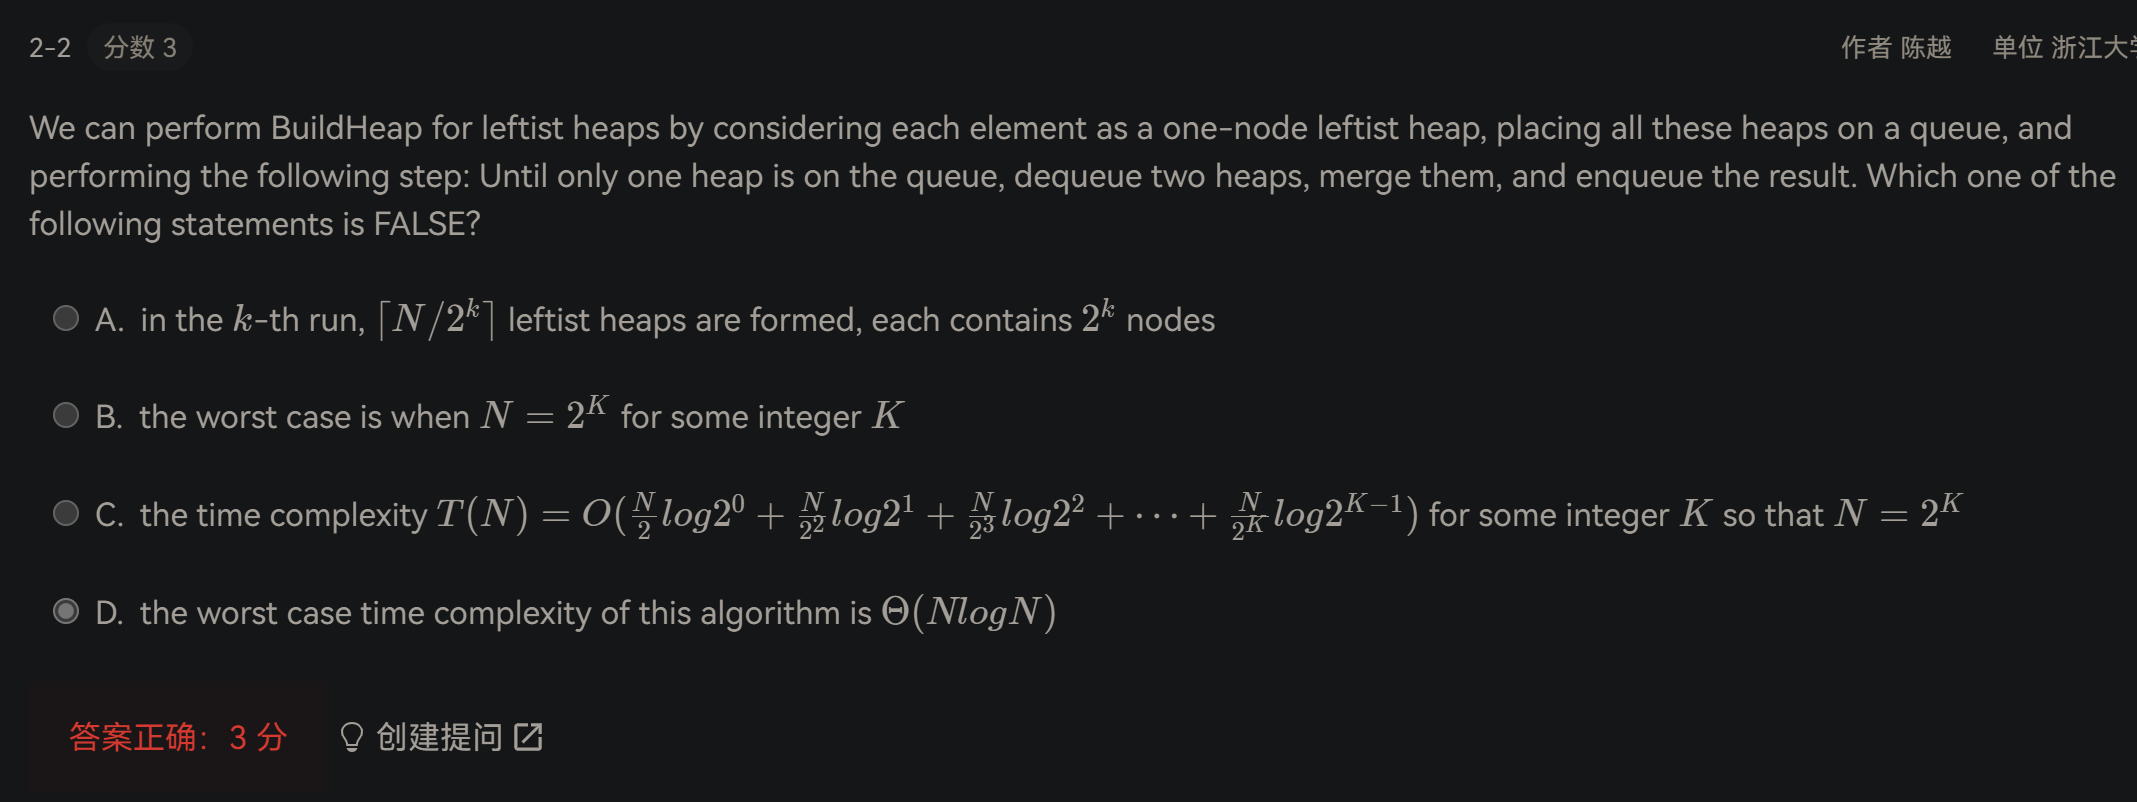 2-2 分数 3 作者 陈越 单位 浙江大学
We can perform BuildHeap for leftist heaps by considering each element as a one-node leftist heap, placing all these heaps on a queue, and
performing the following step: Until only one heap is on the queue, dequeue two heaps, merge them, and enqueue the result. Which one of the
following statements is FALSE?
A. in the k-th run, ⌈N/2^k⌉ leftist heaps are formed, each contains 2^k nodes
B. the worst case is when N = 2^K for some integer K
C. the time complexity T(N) = O(\frac{N}{2}log2^0 + \frac{N}{2^2}log2^1 + \frac{N}{2^3}log2^2 + ⋯ + \frac{N}{2^K}log2^{K−1}) for some integer K so that N = 2^K
D. the worst case time complexity of this algorithm is Θ(NlogN)
答案正确：3 分 创建提问